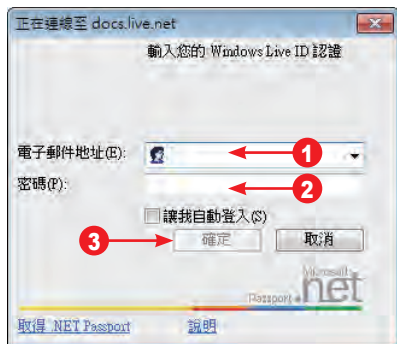 正在連線至 docs.live.net
輸入您的 Windows Live ID 認證
電子郵件地址(E):
1
密碼(P):
2
讓我自動登入(S)
3
確定
取消
Microsoft
Passport
net
取得 .NET Passport
說明